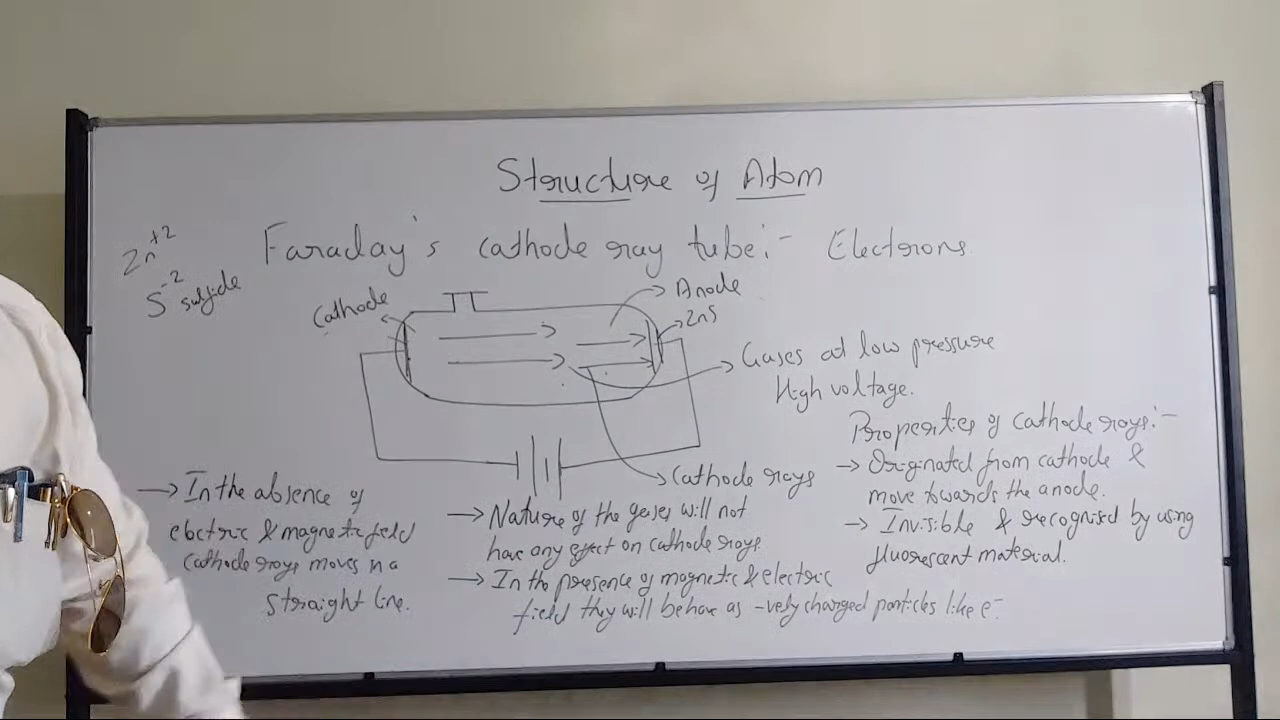 Structure of Atom
Zn+2
S-2 sulfide
Faraday's cathode ray tube:- Electrons
Cathode
Anode
ZnS
Gases at low pressure
High voltage.
Cathode rays
Properties of cathode rays:-
→ Originated from cathode &
move towards the anode.
→ Invisible & recognised by using
fluorescent material.
→ In the absence of
electric & magnetic field
cathode rays moves in a
straight line.
→ Nature of the gases will not
have any effect on cathode rays
→ In the presence of magnetic & electric
field they will behave as -vely charged particles like e-